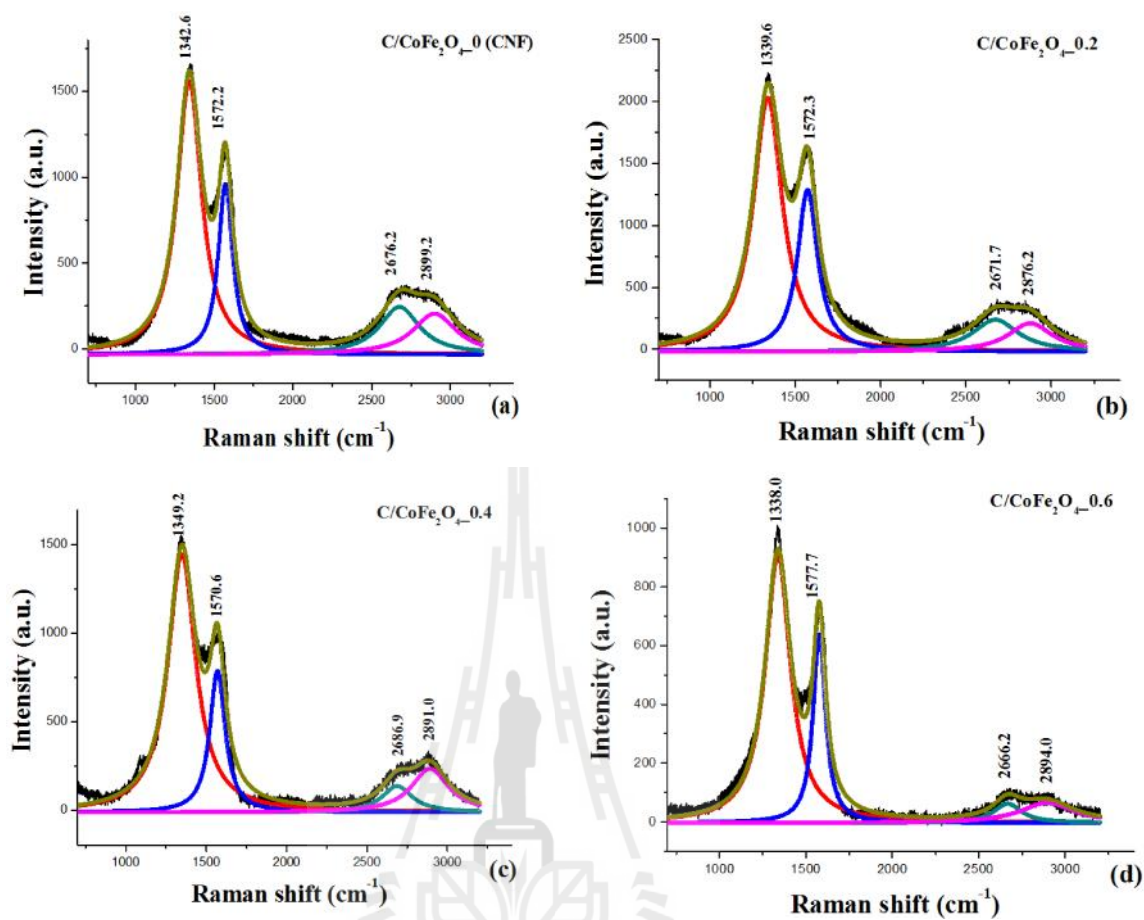 C/CoFe₂O₄_0 (CNF)
1342.6
1572.2
2676.2
2899.2
1500
1000
500
0
Intensity (a.u.)
1000 1500 2000 2500 3000
Raman shift (cm⁻¹)
(a)
C/CoFe₂O₄_0.2
1339.6
1572.3
2671.7
2876.2
2500
2000
1500
1000
500
0
Intensity (a.u.)
1000 1500 2000 2500 3000
Raman shift (cm⁻¹)
(b)
C/CoFe₂O₄_0.4
1349.2
1570.6
2686.9
2891.0
1500
1000
500
0
Intensity (a.u.)
1000 1500 2000 2500 3000
Raman shift (cm⁻¹)
(c)
C/CoFe₂O₄_0.6
1338.0
1577.7
2666.2
2894.0
1000
800
600
400
200
0
Intensity (a.u.)
1000 1500 2000 2500 3000
Raman shift (cm⁻¹)
(d)